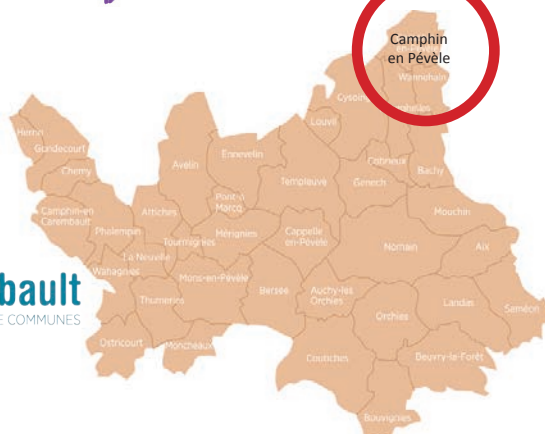 Camphin
en Pévèle
Wannehain
Cysoing
Louvil
Herrin
Gondecourt
Chemy
Avelin
Ennevelin
Templeuve
Cobrieux
Genech
Bachy
Camphin-en
Carembault
Phalempin
Attiches
Pont-à
Marcq
Mérignies
Tourmignies
Cappelle
en-Pévèle
Mouchin
Nomain
Aix
La Neuville
Wahagnies
Mons-en-Pévèle
Thumeries
Bersée
Auchy-les
Orchies
Orchies
Landas
Saméon
Ostricourt
Moncheaux
Coutiches
Beuvry-la-Forêt
Bouvignies
bault
COMMUNES